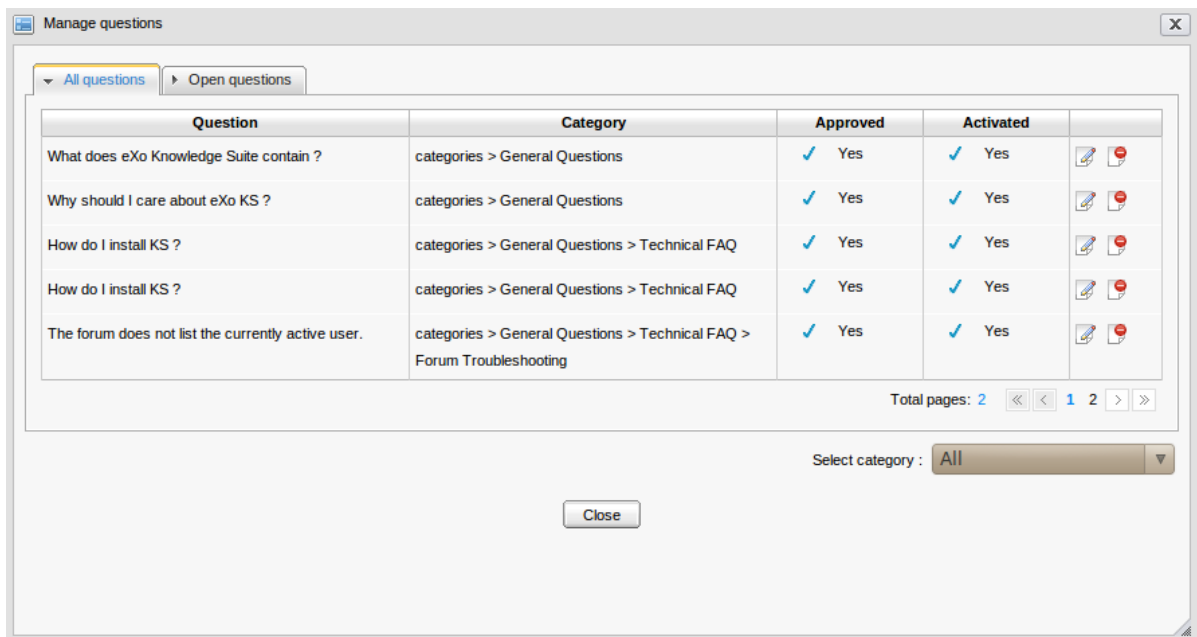 Manage questions
X
All questions
Open questions
Question Category Approved Activated
What does eXo Knowledge Suite contain ? categories > General Questions Yes Yes
Why should I care about eXo KS ? categories > General Questions Yes Yes
How do I install KS ? categories > General Questions > Technical FAQ Yes Yes
How do I install KS ? categories > General Questions > Technical FAQ Yes Yes
The forum does not list the currently active user. categories > General Questions > Technical FAQ > Yes Yes
Forum Troubleshooting
Total pages: 2 « < 1 2 > »
Select category : All
Close